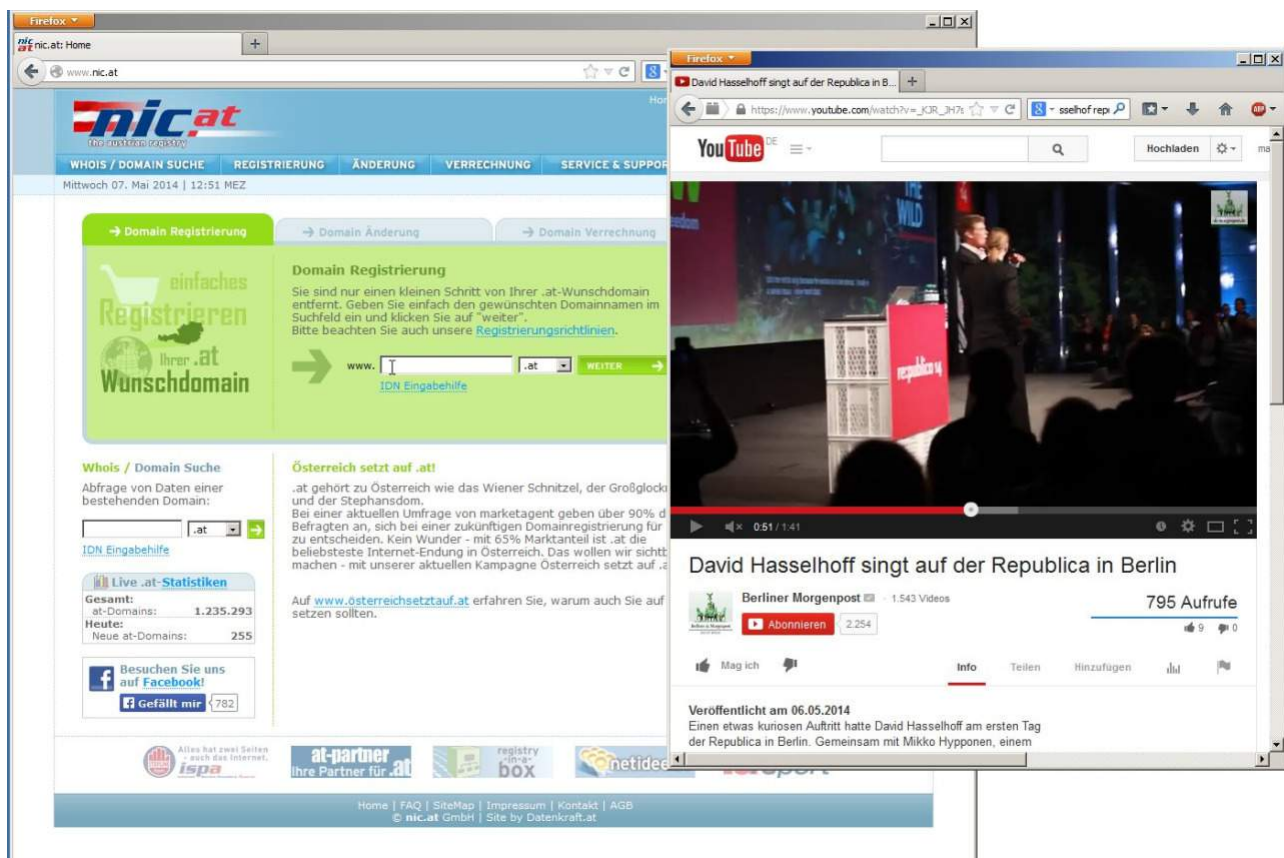 Firefox
nic.at: Home
www.nic.at
nic.at
the austrian registry
WHOIS / DOMAIN SUCHE REGISTRIERUNG ÄNDERUNG VERRECHNUNG SERVICE & SUPPOR
Mittwoch 07. Mai 2014 | 12:51 MEZ
Domain Registrierung
Domain Änderung
Domain Verrechnung
einfaches
Registrieren
Ihrer .at
Wunschdomain
Domain Registrierung
Sie sind nur einen kleinen Schritt von Ihrer .at-Wunschdomain
entfernt. Geben Sie einfach den gewünschten Domainnamen im
Suchfeld ein und klicken Sie auf "weiter".
Bitte beachten Sie auch unsere Registrierungsrichtlinien.
www. .at WEITER
IDN Eingabehilfe
Whois / Domain Suche
Abfrage von Daten einer
bestehenden Domain:
.at
IDN Eingabehilfe
Live .at-Statistiken
Gesamt:
at-Domains: 1.235.293
Heute:
Neue at-Domains: 255
Besuchen Sie uns
auf Facebook!
Gefällt mir 782
Österreich setzt auf .at!
.at gehört zu Österreich wie das Wiener Schnitzel, der Großglock
und der Stephansdom.
Bei einer aktuellen Umfrage von marketagent geben über 90% d
Befragten an, sich bei einer zukünftigen Domainregistrierung für
zu entscheiden. Kein Wunder - mit 65% Marktanteil ist .at die
beliebsteste Internet-Endung in Österreich. Das wollen wir sichtb
machen - mit unserer aktuellen Kampagne Österreich setzt auf .a
Auf www.österreichsetztauf.at erfahren Sie, warum auch Sie auf
setzen sollten.
Alles hat zwei Seiten
- auch das Internet.
ispa
at-partner
Ihre Partner für .at
registry
-in-a-
box
netidee
Home | FAQ | SiteMap | Impressum | Kontakt | AGB
© nic.at GmbH | Site by Datenkraft.at
Firefox
David Hasselhoff singt auf der Republica in B...
https://www.youtube.com/watch?v=_KJR_JH7s
sselhof rep
ABP
YouTube DE
Hochladen
ma
THE
WILD
republica 14
0:51 / 1:41
David Hasselhoff singt auf der Republica in Berlin
Berliner Morgenpost · 1.543 Videos
Abonnieren 2.254
795 Aufrufe
9 0
Mag ich
Info Teilen Hinzufügen
Veröffentlicht am 06.05.2014
Einen etwas kuriosen Auftritt hatte David Hasselhoff am ersten Tag
der Republica in Berlin. Gemeinsam mit Mikko Hypponen, einem